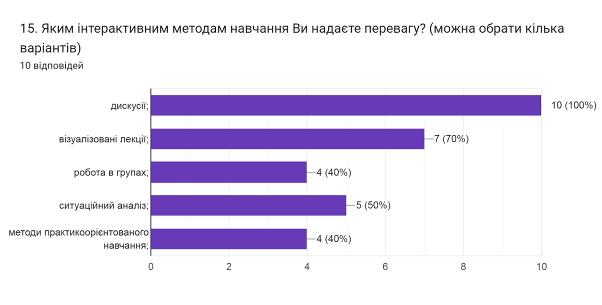 15. Яким інтерактивним методам навчання Ви надаєте перевагу? (можна обрати кілька
варіантів)
10 відповідей
дискусії;
10 (100%)
візуалізовані лекції;
7 (70%)
робота в групах;
4 (40%)
ситуаційний аналіз;
5 (50%)
методи практикоорієнтованого
навчання;
4 (40%)
0 2 4 6 8 10